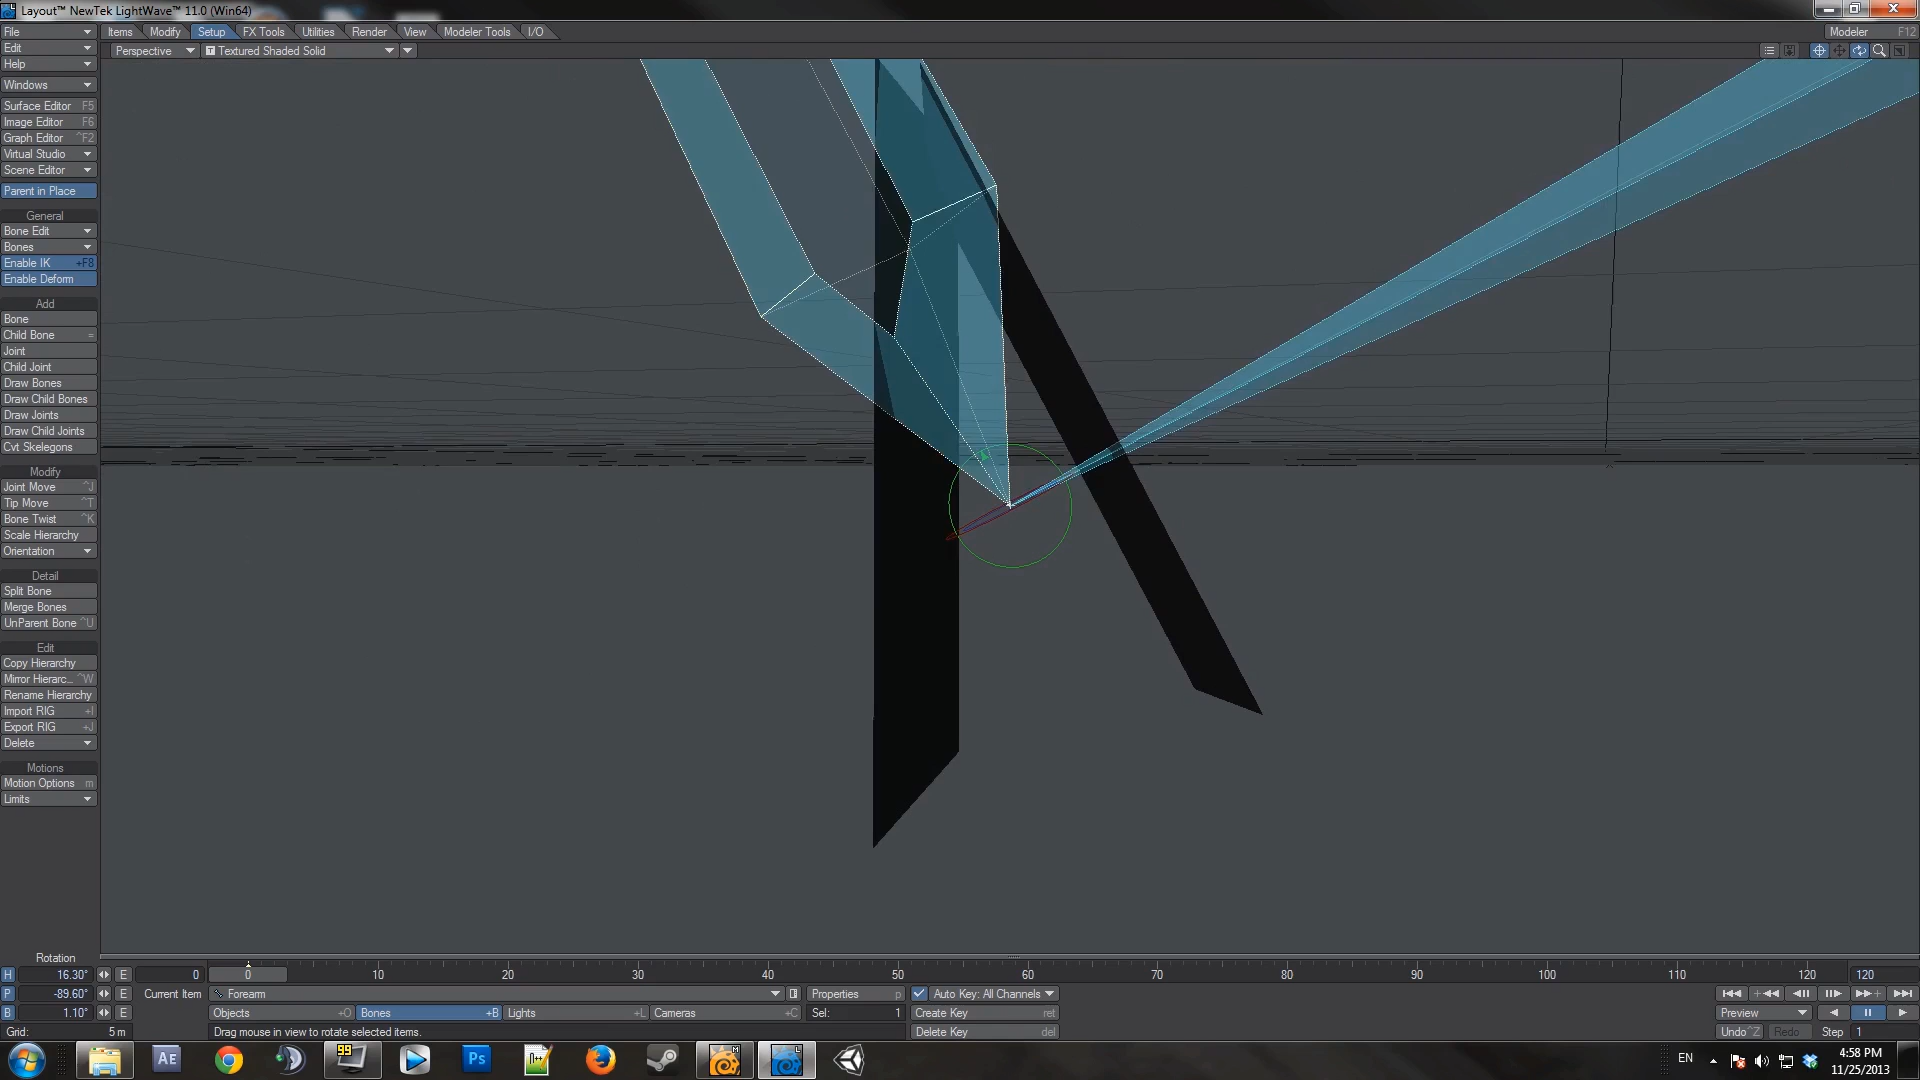 Layout™ NewTek LightWave™ 11.0 (Win64)
File
Items
Modify
Setup
FX Tools
Utilities
Render
View
Modeler Tools
I/O
Modeler F12
Edit
Perspective
Textured Shaded Solid
Help
Windows
Surface Editor F5
Image Editor F6
Graph Editor ^F2
Virtual Studio
Scene Editor
Parent in Place
General
Bone Edit
Bones
Enable IK +F8
Enable Deform
Add
Bone
Child Bone =
Joint
Child Joint
Draw Bones
Draw Child Bones
Draw Joints
Draw Child Joints
Cvt Skelegons
Modify
Joint Move ^J
Tip Move ^T
Bone Twist ^K
Scale Hierarchy
Orientation
Detail
Split Bone
Merge Bones
UnParent Bone ^U
Edit
Copy Hierarchy
Mirror Hierarc... ^W
Rename Hierarchy
Import RIG +I
Export RIG +J
Delete
Motions
Motion Options m
Limits
Rotation
H 16.30° E 0 0 10 20 30 40 50 60 70 80 90 100 110 120 120
P -89.60° E Current Item Forearm Properties p Auto Key: All Channels
B 1.10° E Objects +O Bones +B Lights +L Cameras +C Sel: 1 Create Key ret Preview
Grid: 5 m Drag mouse in view to rotate selected items. Delete Key del Undo ^Z Redo Step 1
AE
99
Ps
N++
M
L
EN
4:58 PM
11/25/2013